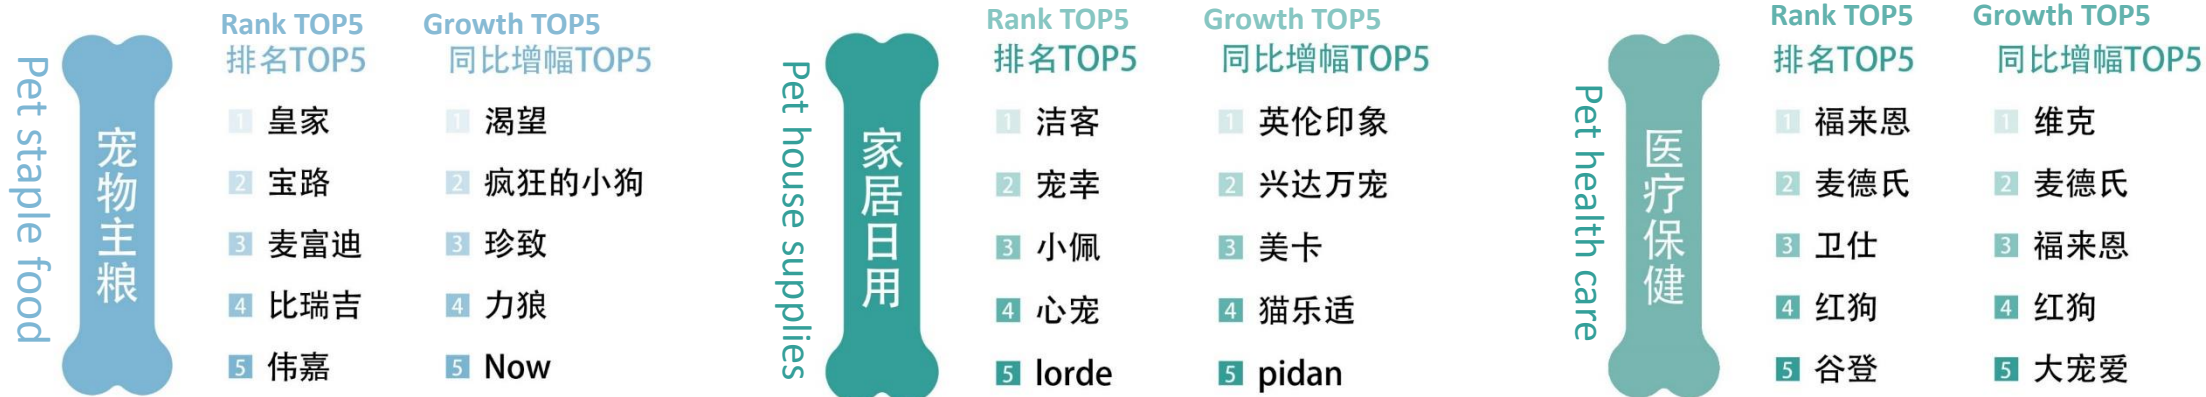 Pet staple food
宠物主粮
Rank TOP5
排名TOP5
1 皇家
2 宝路
3 麦富迪
4 比瑞吉
5 伟嘉
Growth TOP5
同比增幅TOP5
1 渴望
2 疯狂的小狗
3 珍致
4 力狼
5 Now
Pet house supplies
家居日用
Rank TOP5
排名TOP5
1 洁客
2 宠幸
3 小佩
4 心宠
5 lorde
Growth TOP5
同比增幅TOP5
1 英伦印象
2 兴达万宠
3 美卡
4 猫乐适
5 pidan
Pet health care
医疗保健
Rank TOP5
排名TOP5
1 福来恩
2 麦德氏
3 卫仕
4 红狗
5 谷登
Growth TOP5
同比增幅TOP5
1 维克
2 麦德氏
3 福来恩
4 红狗
5 大宠爱